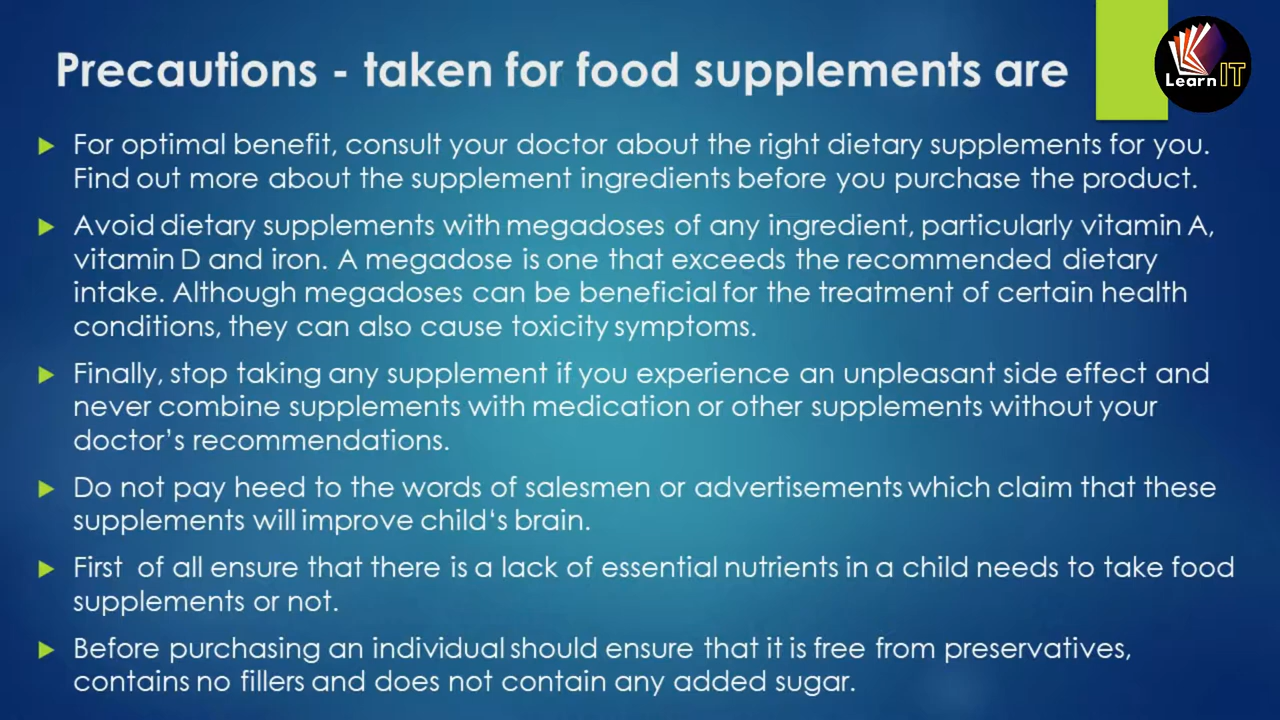 Precautions - taken for food supplements are
Learn IT
For optimal benefit, consult your doctor about the right dietary supplements for you.
Find out more about the supplement ingredients before you purchase the product.
Avoid dietary supplements with megadoses of any ingredient, particularly vitamin A,
vitamin D and iron. A megadose is one that exceeds the recommended dietary
intake. Although megadoses can be beneficial for the treatment of certain health
conditions, they can also cause toxicity symptoms.
Finally, stop taking any supplement if you experience an unpleasant side effect and
never combine supplements with medication or other supplements without your
doctor’s recommendations.
Do not pay heed to the words of salesmen or advertisements which claim that these
supplements will improve child‘s brain.
First of all ensure that there is a lack of essential nutrients in a child needs to take food
supplements or not.
Before purchasing an individual should ensure that it is free from preservatives,
contains no fillers and does not contain any added sugar.